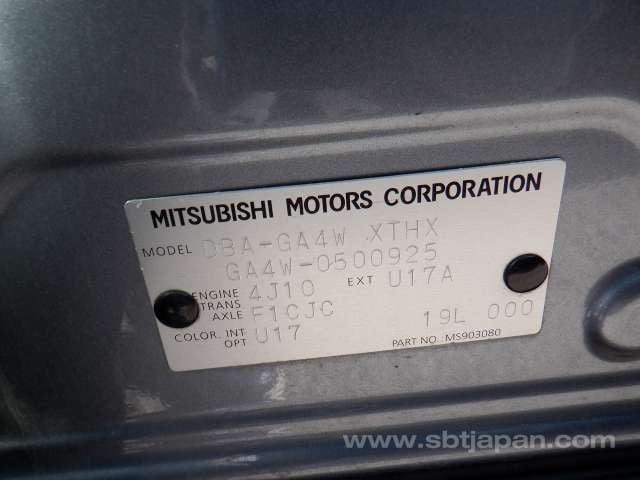 MITSUBISHI MOTORS CORPORATION
MODEL DBA-GA4W XTHX
GA4W-0500925
ENGINE 4J10 EXT U17A
TRANS AXLE F1CJC 19L 000
COLOR. INT OPT U17 PART NO. MS903080
www.sbtjapan.com